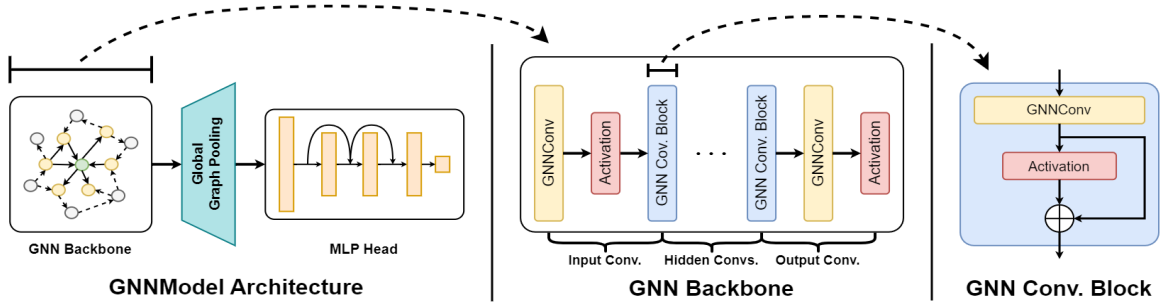 GNN Backbone
Global
Graph Pooling
MLP Head
GNNModel Architecture
GNNConv
Activation
GNN Cov. Block
. . .
GNN Conv. Block
GNNConv
Activation
Input Conv.
Hidden Convs.
Output Conv.
GNN Backbone
GNNConv
Activation
GNN Conv. Block